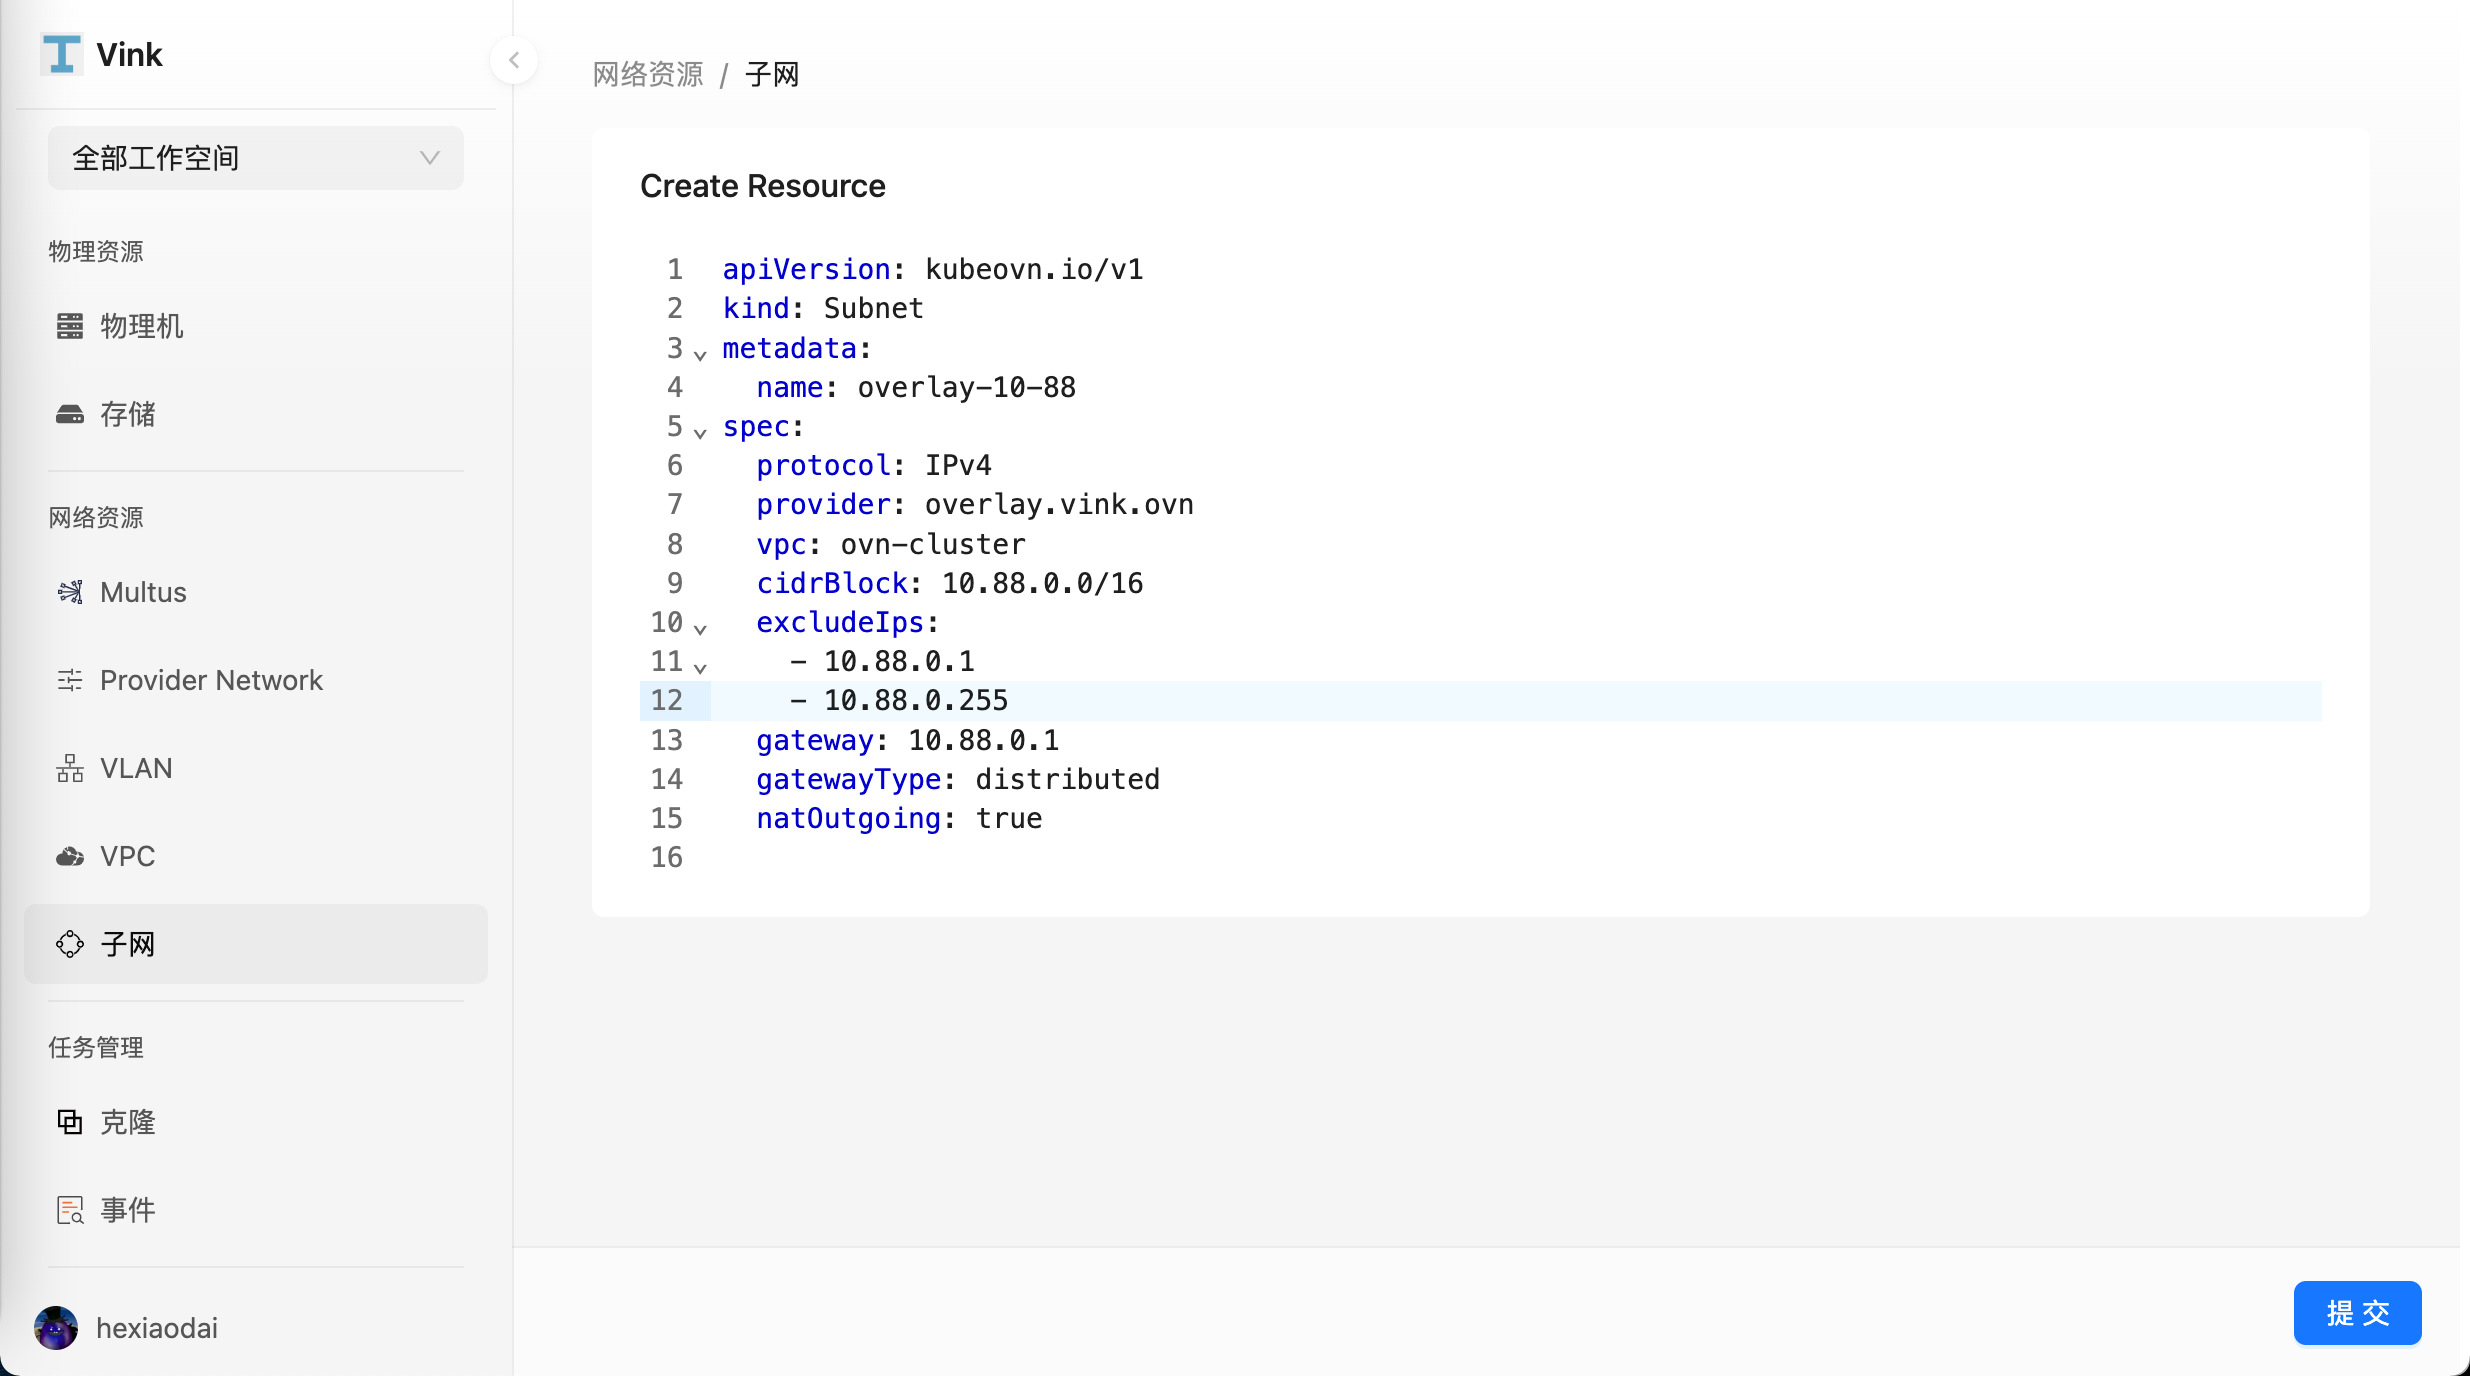 Vink
全部工作空间
物理资源
物理机
存储
网络资源
Multus
Provider Network
VLAN
VPC
子网
任务管理
克隆
事件
hexiaodai
网络资源 / 子网
Create Resource
1 apiVersion: kubeovn.io/v1
2 kind: Subnet
3 metadata:
4   name: overlay-10-88
5 spec:
6   protocol: IPv4
7   provider: overlay.vink.ovn
8   vpc: ovn-cluster
9   cidrBlock: 10.88.0.0/16
10   excludeIps:
11     - 10.88.0.1
12     - 10.88.0.255
13   gateway: 10.88.0.1
14   gatewayType: distributed
15   natOutgoing: true
16
提 交